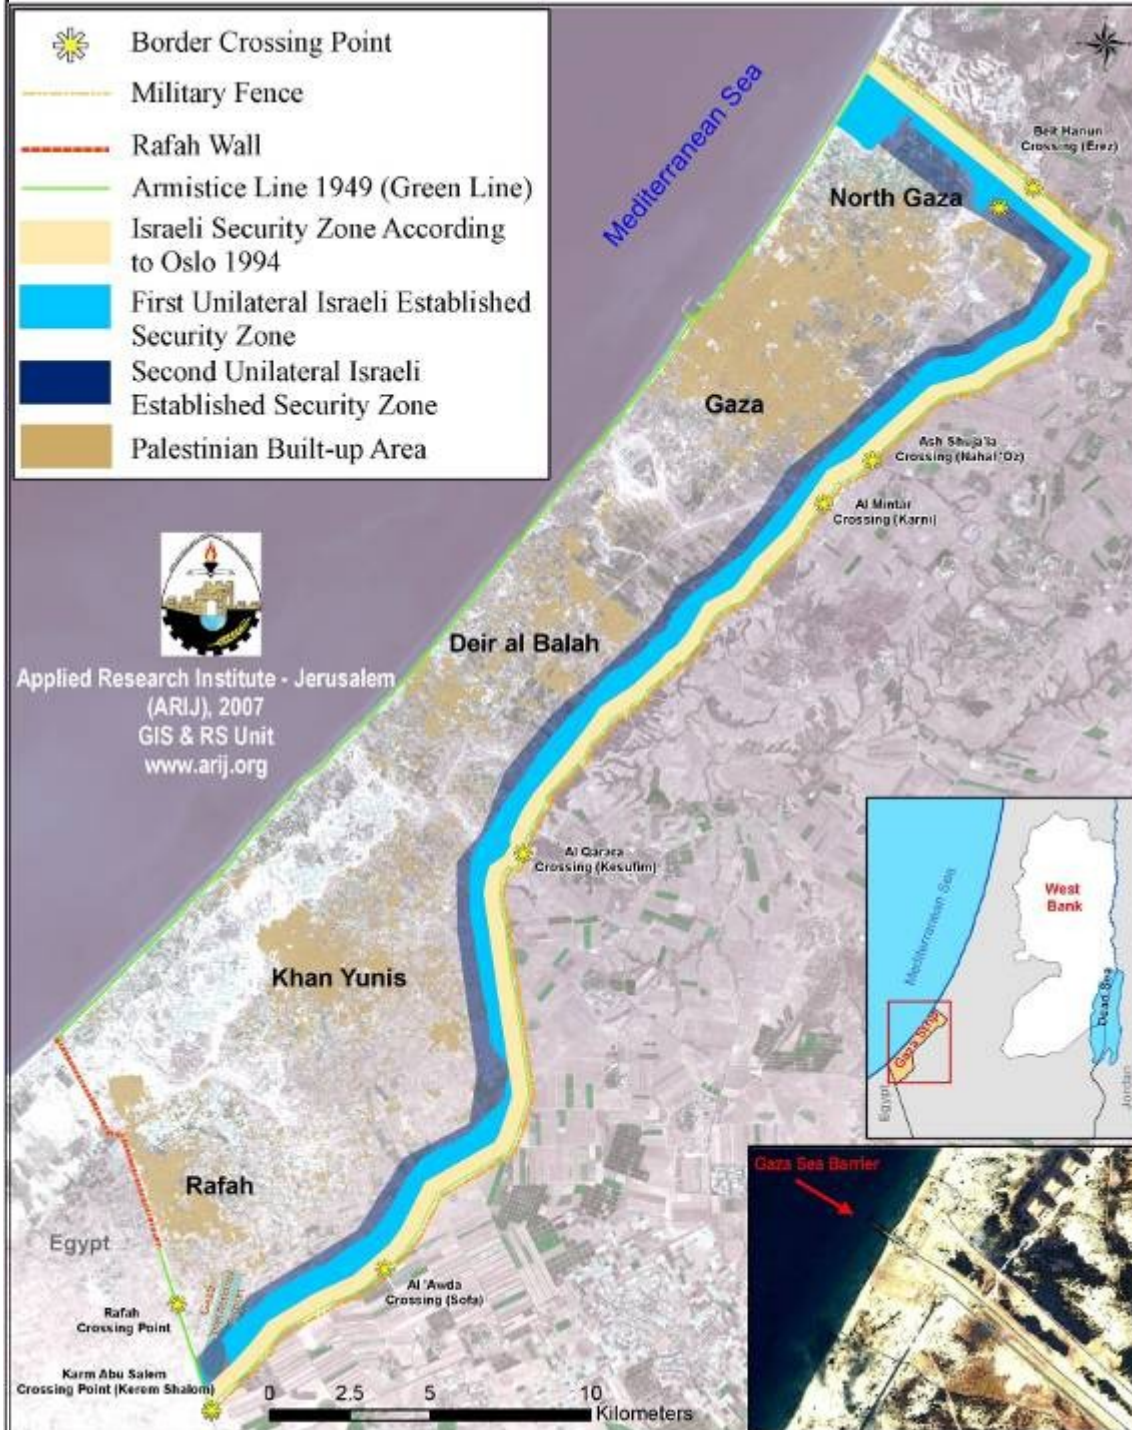 Border Crossing Point
Military Fence
Rafah Wall
Armistice Line 1949 (Green Line)
Israeli Security Zone According
to Oslo 1994
First Unilateral Israeli Established
Security Zone
Second Unilateral Israeli
Established Security Zone
Palestinian Built-up Area
Mediterranean Sea
Beit Hanun
Crossing (Erez)
North Gaza
Gaza
Ash Shuja'ia
Crossing (Nahal 'Oz)
Al Mintar
Crossing (Karni)
Deir al Balah
Applied Research Institute - Jerusalem
(ARIJ), 2007
GIS & RS Unit
www.arij.org
Al Qarara
Crossing (Kesufim)
Khan Yunis
Rafah
Egypt
Al 'Awda
Crossing (Sofa)
Rafah
Crossing Point
Gaza
Karm Abu Salem
Crossing Point (Kerem Shalom)
0 2.5 5 10
Kilometers
Mediterranean Sea
West
Bank
Dead Sea
Gaza Strip
Egypt
Jordan
Gaza Sea Barrier